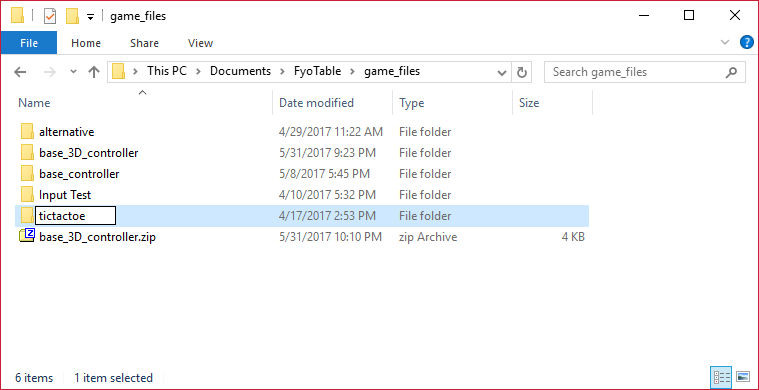 game_files
File Home Share View
This PC Documents FyoTable game_files Search game_files
Name Date modified Type Size
alternative 4/29/2017 11:22 AM File folder
base_3D_controller 5/31/2017 9:23 PM File folder
base_controller 5/8/2017 5:45 PM File folder
Input Test 4/10/2017 5:32 PM File folder
tictactoe 4/17/2017 2:53 PM File folder
base_3D_controller.zip 5/31/2017 10:10 PM zip Archive 4 KB
6 items 1 item selected